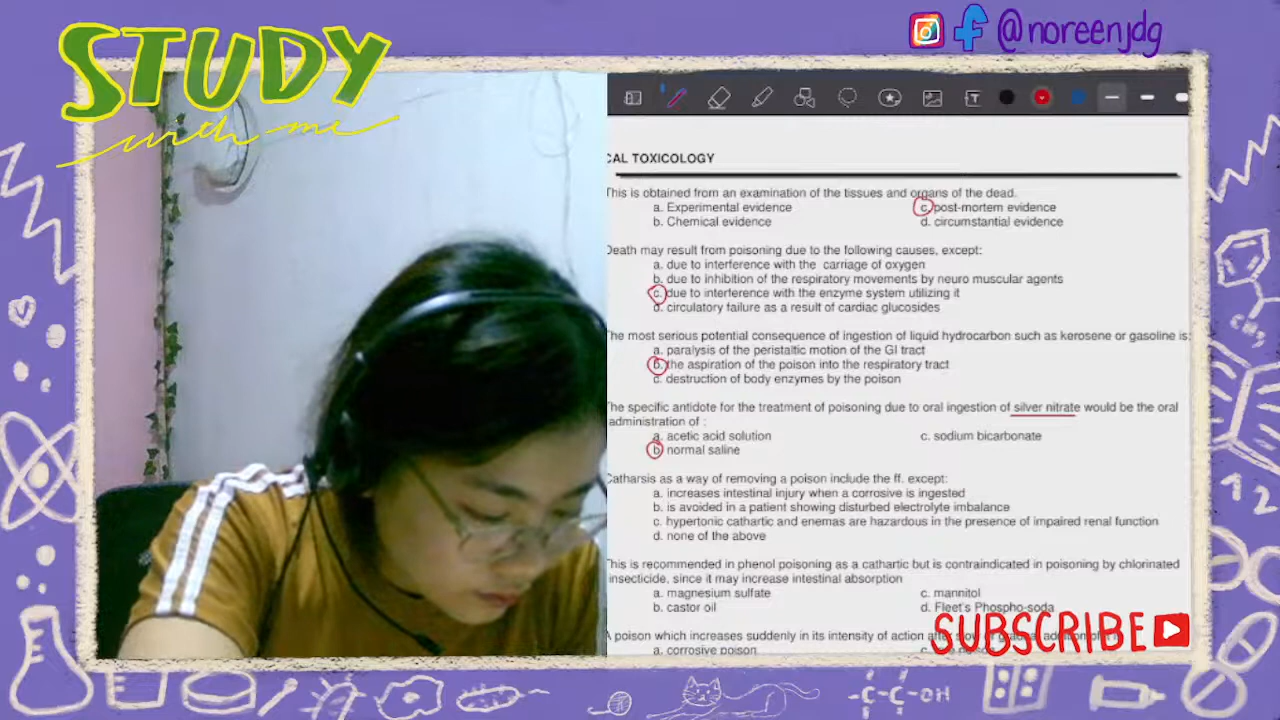 STUDY
with me
@noreenjdg
CAL TOXICOLOGY
This is obtained from an examination of the tissues and organs of the dead.
a. Experimental evidence
c. post-mortem evidence
b. Chemical evidence
d. circumstantial evidence
Death may result from poisoning due to the following causes, except:
a. due to interference with the carriage of oxygen
b. due to inhibition of the respiratory movements by neuro muscular agents
c. due to interference with the enzyme system utilizing it
d. circulatory failure as a result of cardiac glucosides
The most serious potential consequence of ingestion of liquid hydrocarbon such as kerosene or gasoline is:
a. paralysis of the peristaltic motion of the GI tract
b. the aspiration of the poison into the respiratory tract
c. destruction of body enzymes by the poison
The specific antidote for the treatment of poisoning due to oral ingestion of silver nitrate would be the oral
administration of :
a. acetic acid solution
c. sodium bicarbonate
b. normal saline
Catharsis as a way of removing a poison include the ff. except:
a. increases intestinal injury when a corrosive is ingested
b. is avoided in a patient showing disturbed electrolyte imbalance
c. hypertonic cathartic and enemas are hazardous in the presence of impaired renal function
d. none of the above
This is recommended in phenol poisoning as a cathartic but is contraindicated in poisoning by chlorinated
insecticide, since it may increase intestinal absorption
a. magnesium sulfate
c. mannitol
b. castor oil
d. Fleet's Phospho-soda
A poison which increases suddenly in its intensity of action after
a. corrosive poison
SUBSCRIBE
CH₃
12
-C-C-OH